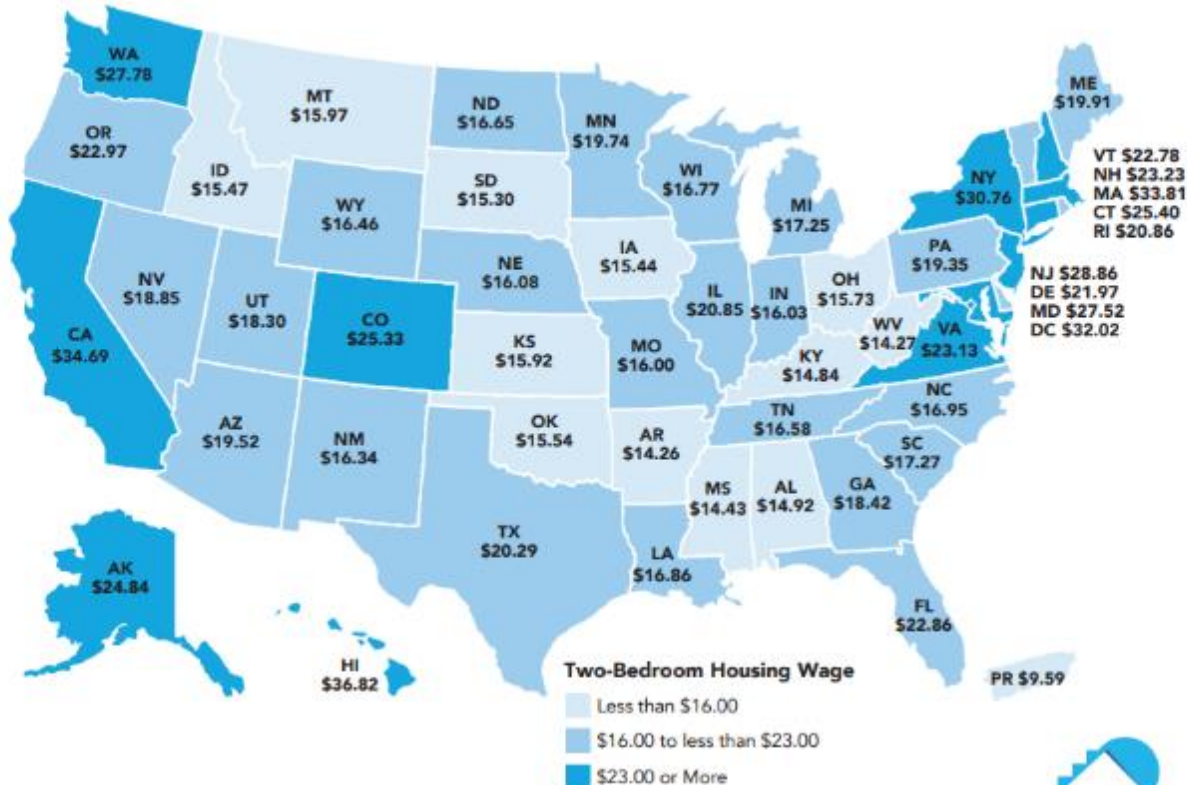 WA
$27.78
OR
$22.97
CA
$34.69
ID
$15.47
NV
$18.85
MT
$15.97
WY
$16.46
UT
$18.30
AZ
$19.52
CO
$25.33
NM
$16.34
ND
$16.65
SD
$15.30
NE
$16.08
KS
$15.92
OK
$15.54
TX
$20.29
MN
$19.74
IA
$15.44
MO
$16.00
AR
$14.26
LA
$16.86
WI
$16.77
IL
$20.85
MI
$17.25
IN
$16.03
OH
$15.73
KY
$14.84
WV
$14.27
VA
$23.13
TN
$16.58
NC
$16.95
SC
$17.27
MS
$14.43
AL
$14.92
GA
$18.42
FL
$22.86
PA
$19.35
NY
$30.76
ME
$19.91
VT $22.78
NH $23.23
MA $33.81
CT $25.40
RI $20.86
NJ $28.86
DE $21.97
MD $27.52
DC $32.02
AK
$24.84
HI
$36.82
PR $9.59
Two-Bedroom Housing Wage
Less than $16.00
$16.00 to less than $23.00
$23.00 or More